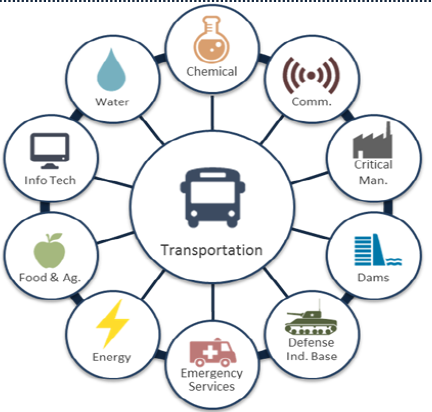 Chemical
Comm.
Critical
Man.
Dams
Defense
Ind. Base
Emergency
Services
Energy
Food & Ag.
Info Tech
Water
Transportation